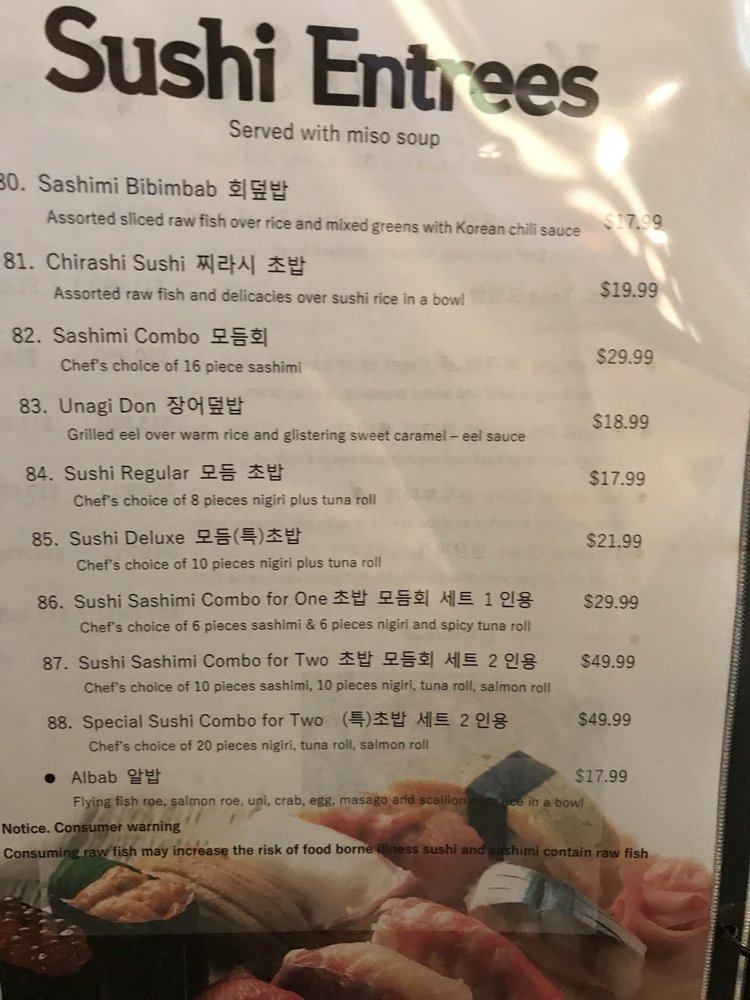 Sushi Entrees
Served with miso soup
80. Sashimi Bibimbab 회덮밥
Assorted sliced raw fish over rice and mixed greens with Korean chili sauce $17.99
81. Chirashi Sushi 찌라시 초밥
Assorted raw fish and delicacies over sushi rice in a bowl $19.99
82. Sashimi Combo 모듬회
Chef's choice of 16 piece sashimi $29.99
83. Unagi Don 장어덮밥
Grilled eel over warm rice and glistering sweet caramel – eel sauce $18.99
84. Sushi Regular 모듬 초밥
Chef's choice of 8 pieces nigiri plus tuna roll $17.99
85. Sushi Deluxe 모듬(특)초밥 $21.99
Chef's choice of 10 pieces nigiri plus tuna roll
86. Sushi Sashimi Combo for One 초밥 모듬회 세트 1 인용 $29.99
Chef's choice of 6 pieces sashimi & 6 pieces nigiri and spicy tuna roll
87. Sushi Sashimi Combo for Two 초밥 모듬회 세트 2 인용 $49.99
Chef's choice of 10 pieces sashimi, 10 pieces nigiri, tuna roll, salmon roll
88. Special Sushi Combo for Two (특)초밥 세트 2 인용 $49.99
Chef's choice of 20 pieces nigiri, tuna roll, salmon roll
● Albab 알밥 $17.99
Flying fish roe, salmon roe, uni, crab, egg, masago and scallion over rice in a bowl
Notice. Consumer warning
Consuming raw fish may increase the risk of food borne illness sushi and sashimi contain raw fish